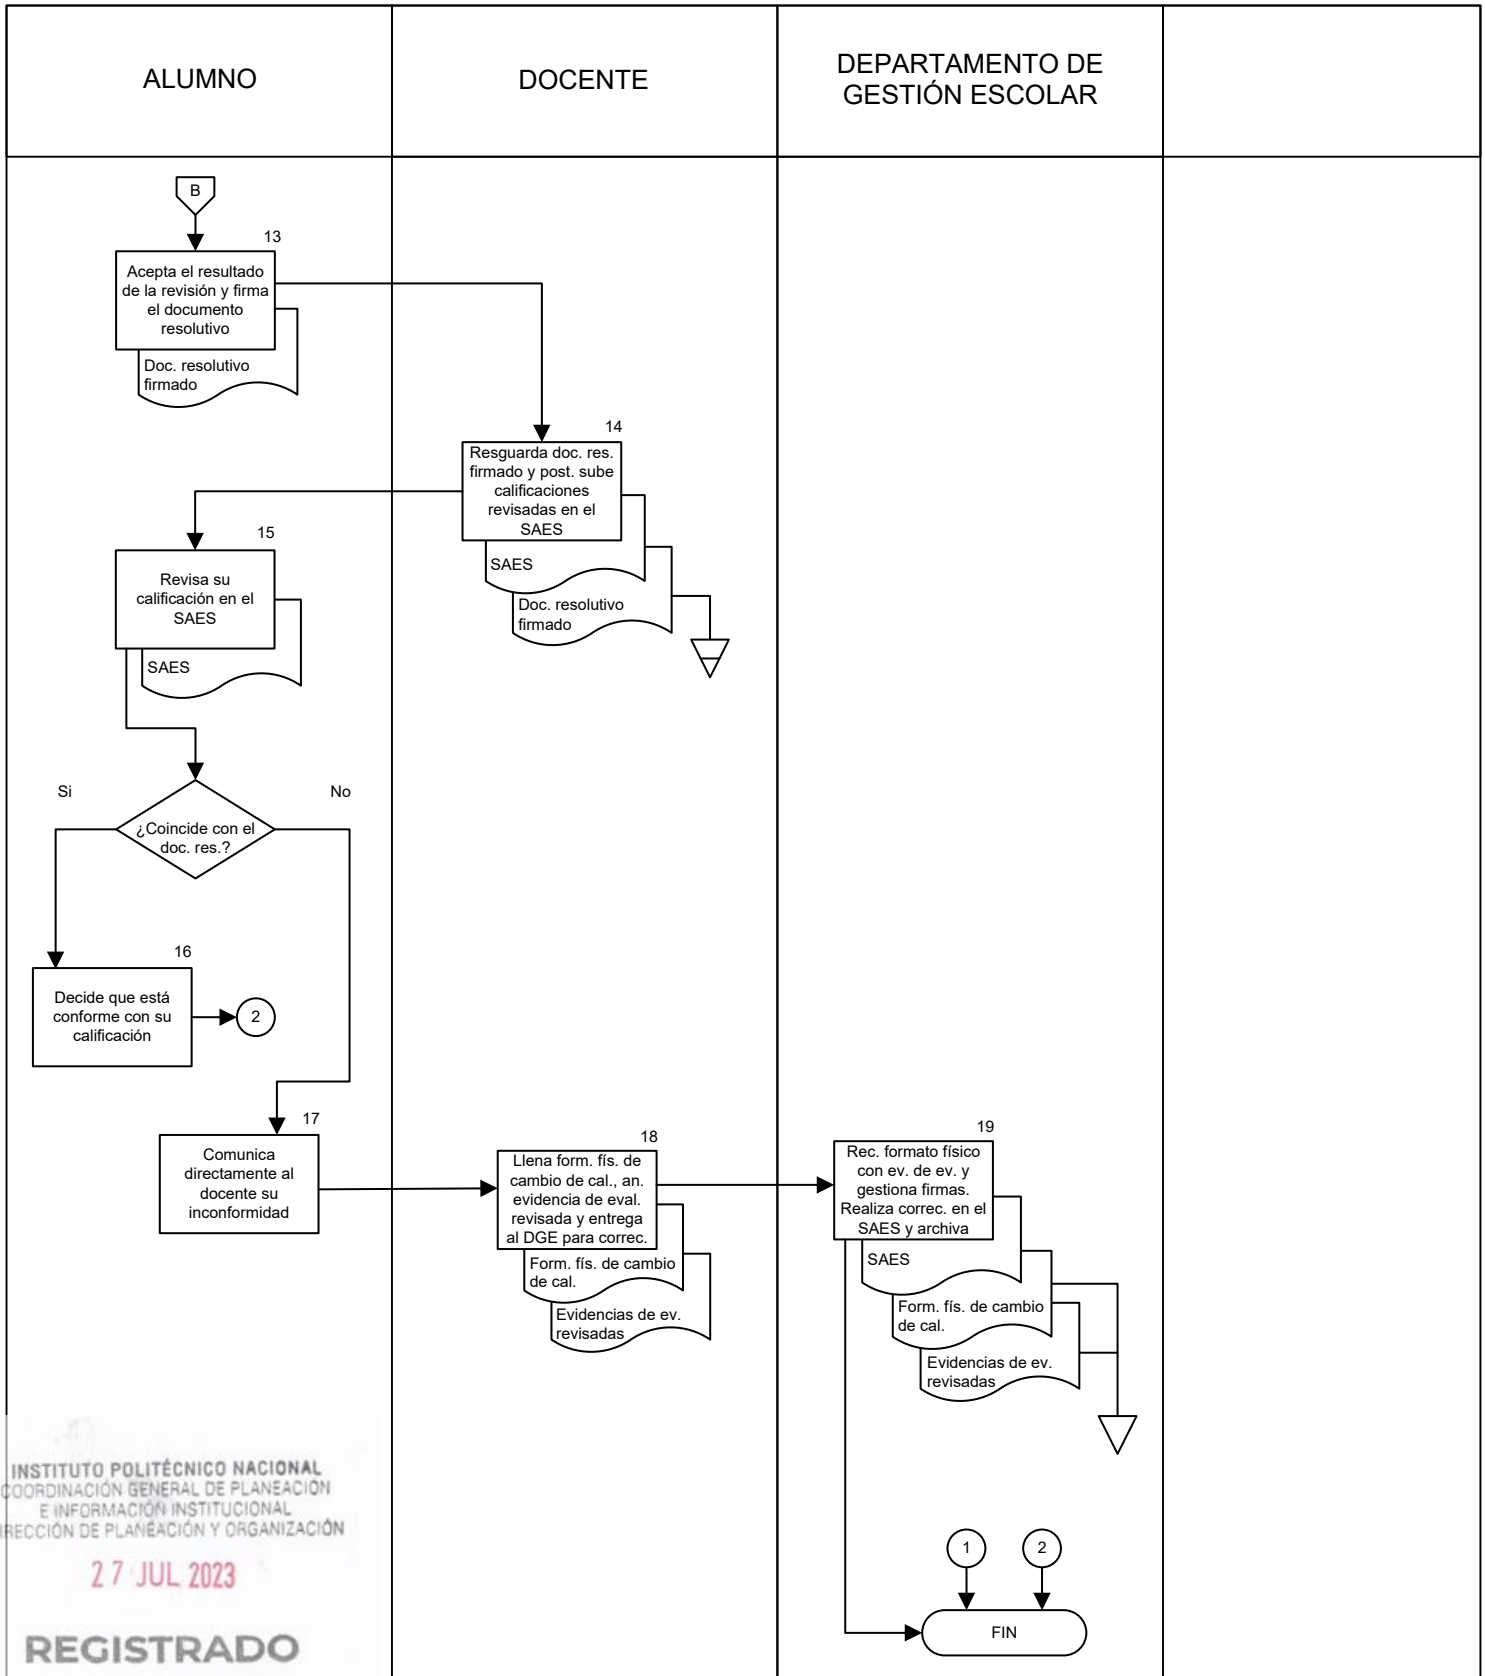 ALUMNO
DOCENTE
DEPARTAMENTO DE
GESTIÓN ESCOLAR
B
13
Acepta el resultado
de la revisión y firma
el documento
resolutivo
Doc. resolutivo
firmado
14
Resguarda doc. res.
firmado y post. sube
calificaciones
revisadas en el
SAES
SAES
Doc. resolutivo
firmado
15
Revisa su
calificación en el
SAES
SAES
Si
No
¿Coincide con el
doc. res.?
16
Decide que está
conforme con su
calificación
2
17
Comunica
directamente al
docente su
inconformidad
18
Llena form. fís. de
cambio de cal., an.
evidencia de eval.
revisada y entrega
al DGE para correc.
Form. fís. de cambio
de cal.
Evidencias de ev.
revisadas
19
Rec. formato físico
con ev. de ev. y
gestiona firmas.
Realiza correc. en el
SAES y archiva
SAES
Form. fís. de cambio
de cal.
Evidencias de ev.
revisadas
1
2
FIN
INSTITUTO POLITÉCNICO NACIONAL
COORDINACIÓN GENERAL DE PLANEACIÓN
E INFORMACIÓN INSTITUCIONAL
IRECCIÓN DE PLANEACIÓN Y ORGANIZACIÓN
27 JUL 2023
REGISTRADO